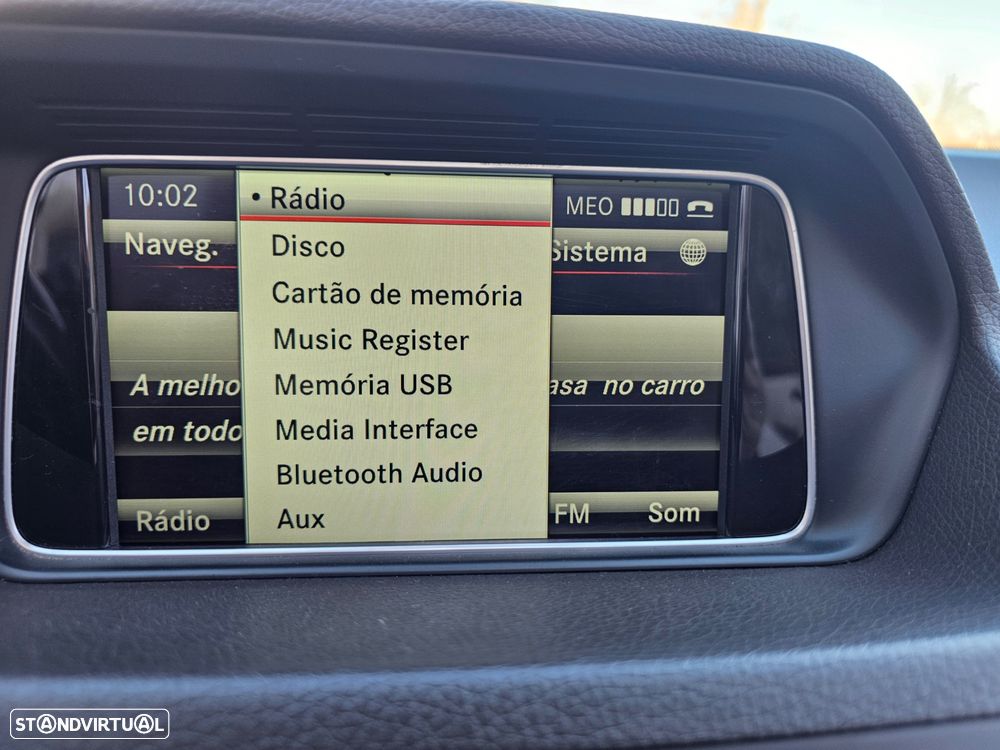 10:02
MEO
Naveg.
Sistema
• Rádio
Disco
Cartão de memória
Music Register
Memória USB
Media Interface
Bluetooth Audio
Aux
A melho
no carro
em todo
Rádio
FM
Som
STANDVIRTUAL